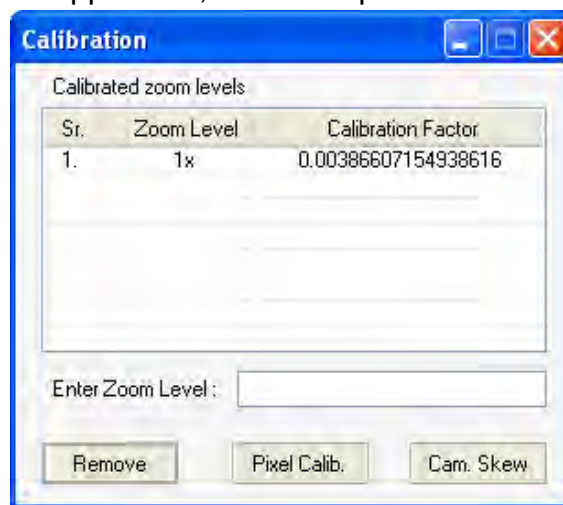 Calibration
Calibrated zoom levels
Sr. Zoom Level Calibration Factor
1. 1x 0.00386607154938616
Enter Zoom Level :
Remove Pixel Calib. Cam. Skew